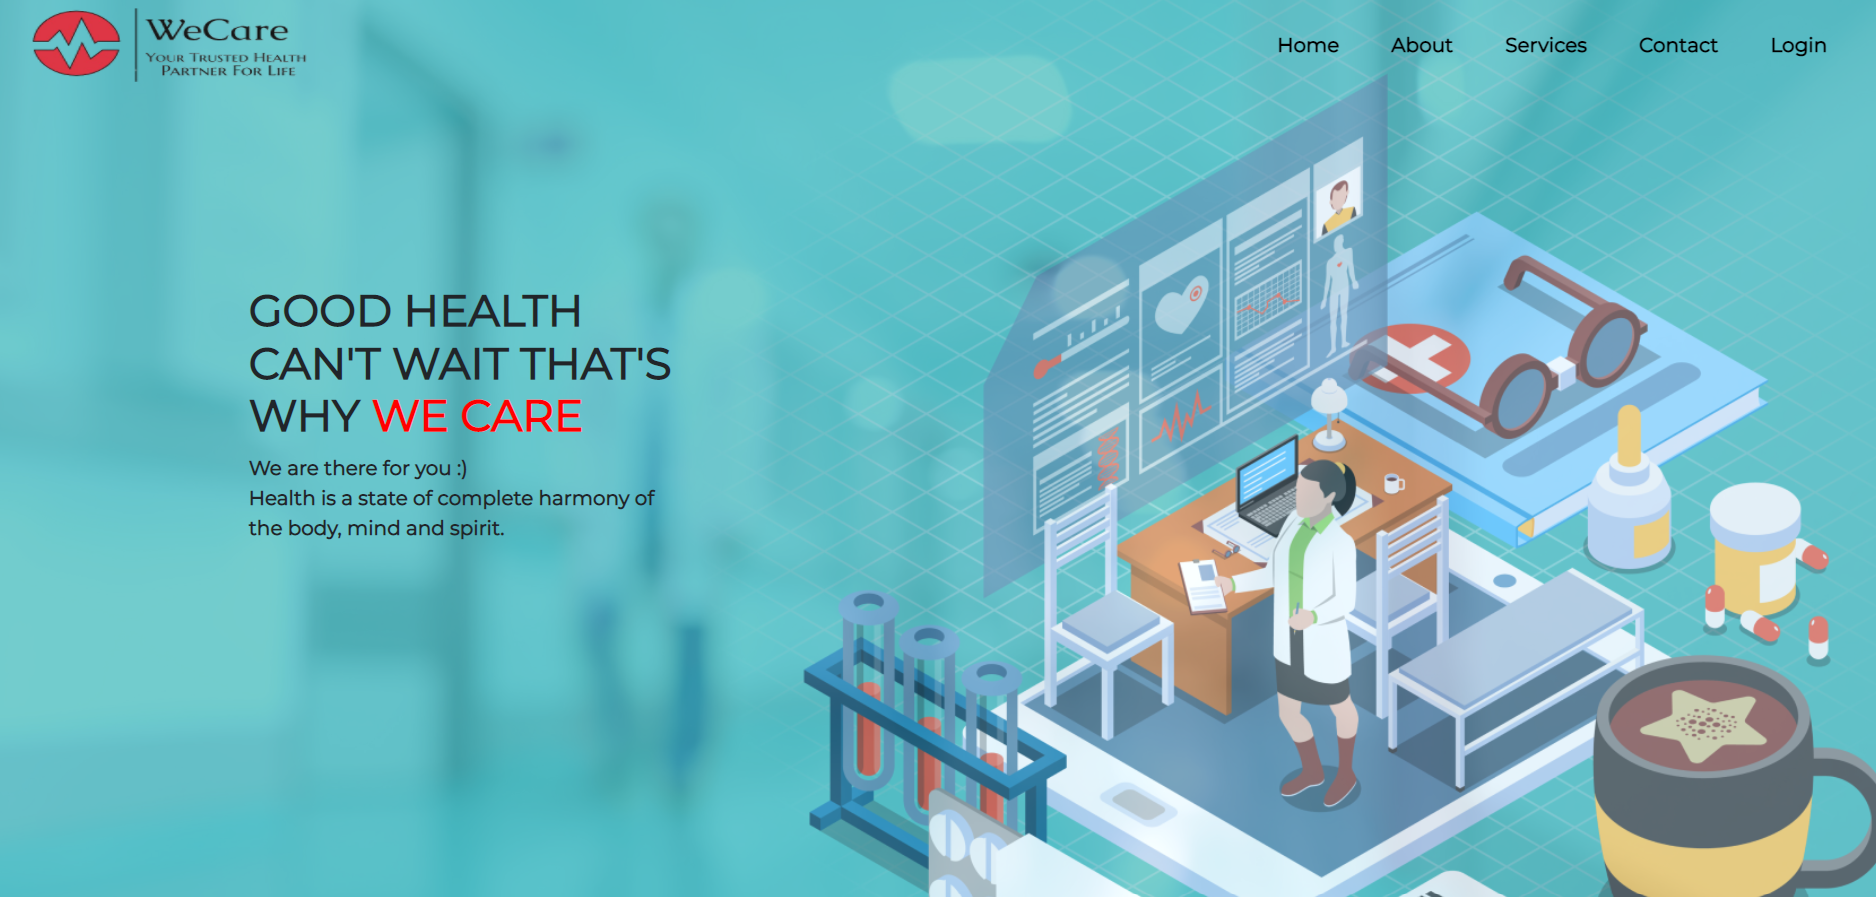 WeCare
Your Trusted Health
Partner For Life
Home About Services Contact Login
GOOD HEALTH
CAN'T WAIT THAT'S
WHY WE CARE
We are there for you :)
Health is a state of complete harmony of
the body, mind and spirit.